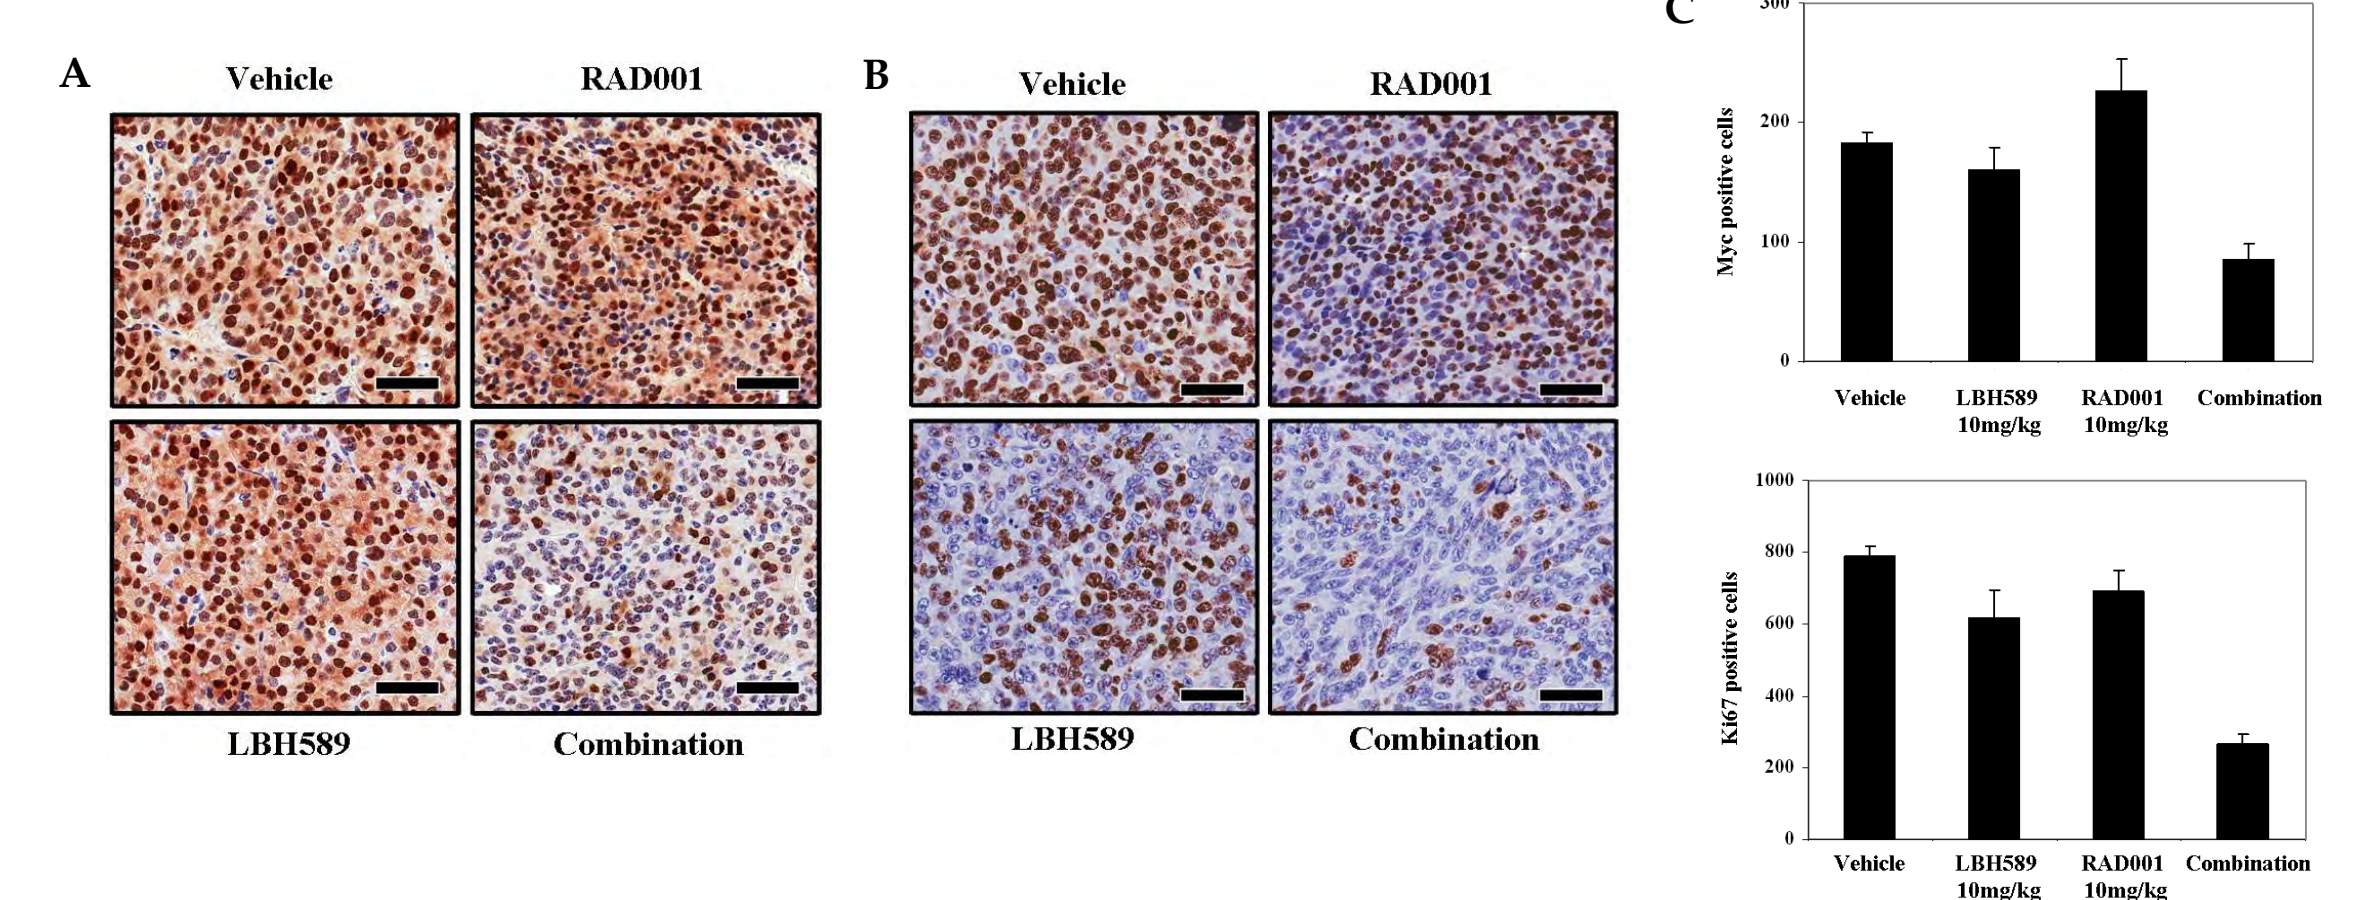 A
Vehicle
RAD001
LBH589
Combination
B
Vehicle
RAD001
LBH589
Combination
C
300
200
100
0
Myc positive cells
Vehicle
LBH589
10mg/kg
RAD001
10mg/kg
Combination
1000
800
600
400
200
0
Ki67 positive cells
Vehicle
LBH589
10mg/kg
RAD001
10mg/kg
Combination